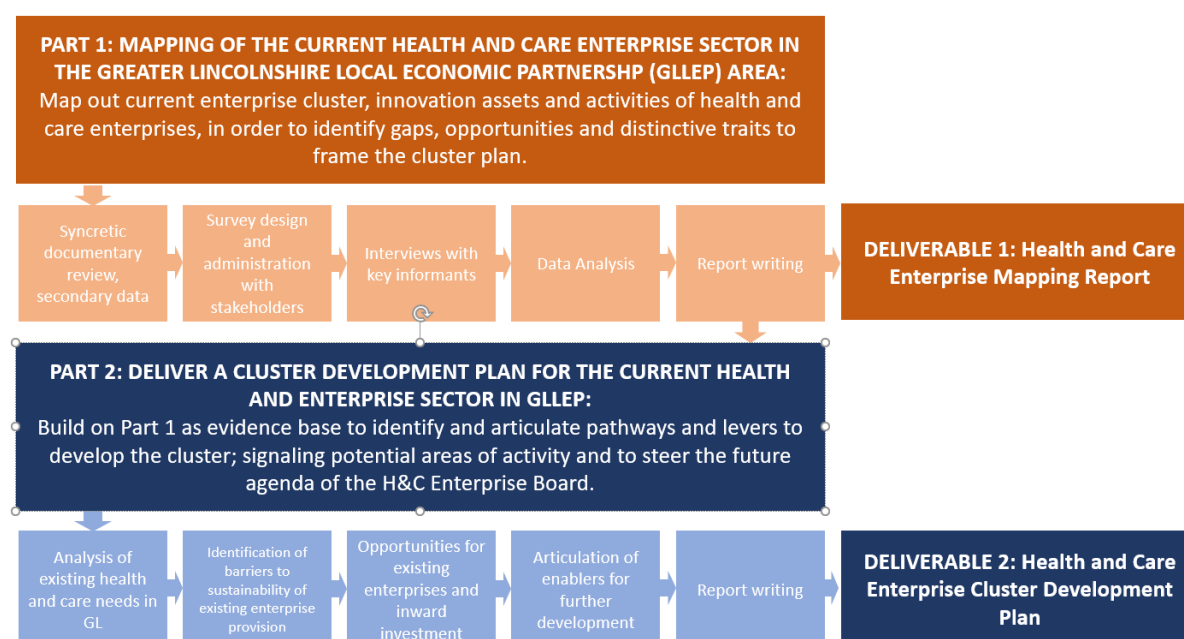 PART 1: MAPPING OF THE CURRENT HEALTH AND CARE ENTERPRISE SECTOR IN
THE GREATER LINCOLNSHIRE LOCAL ECONOMIC PARTNERSHP (GLLEP) AREA:
Map out current enterprise cluster, innovation assets and activities of health and
care enterprises, in order to identify gaps, opportunities and distinctive traits to
frame the cluster plan.
Syncretic
documentary
review,
secondary data
Survey design
and
administration
with
stakeholders
Interviews with
key informants
Data Analysis
Report writing
DELIVERABLE 1: Health and Care
Enterprise Mapping Report
PART 2: DELIVER A CLUSTER DEVELOPMENT PLAN FOR THE CURRENT HEALTH
AND ENTERPRISE SECTOR IN GLLEP:
Build on Part 1 as evidence base to identify and articulate pathways and levers to
develop the cluster; signaling potential areas of activity and to steer the future
agenda of the H&C Enterprise Board.
Analysis of
existing health
and care needs in
GL
Identification of
barriers to
sustainability of
existing enterprise
provision
Opportunities for
existing
enterprises and
inward
investment
Articulation of
enablers for
further
development
Report writing
DELIVERABLE 2: Health and Care
Enterprise Cluster Development
Plan